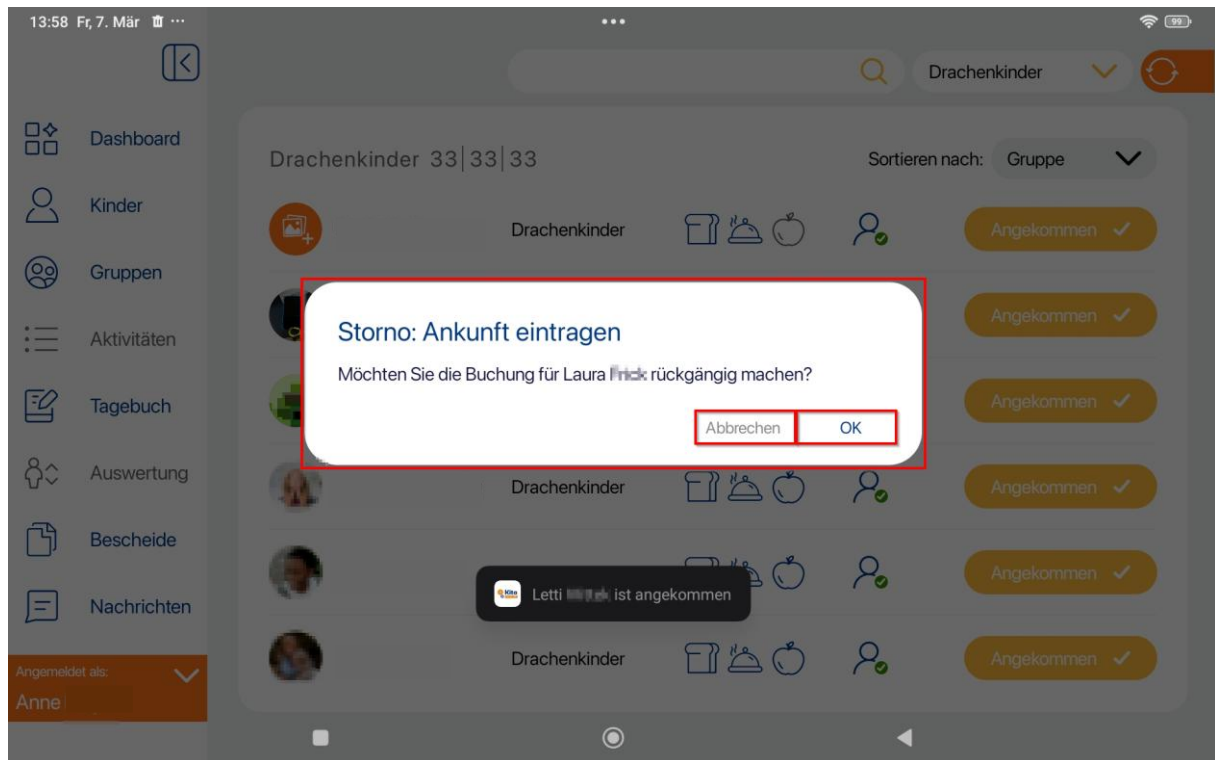 13:58 Fr, 7. Mär
99
Drachenkinder
Dashboard
Kinder
Gruppen
Aktivitäten
Tagebuch
Auswertung
Bescheide
Nachrichten
Angemeldet als:
Anne
Drachenkinder 33|33|33
Sortieren nach: Gruppe
Drachenkinder
Angekommen
Angekommen
Angekommen
Storno: Ankunft eintragen
Möchten Sie die Buchung für Laura rückgängig machen?
Abbrechen OK
Drachenkinder
Angekommen
Angekommen
Letti ist angekommen
Drachenkinder
Angekommen